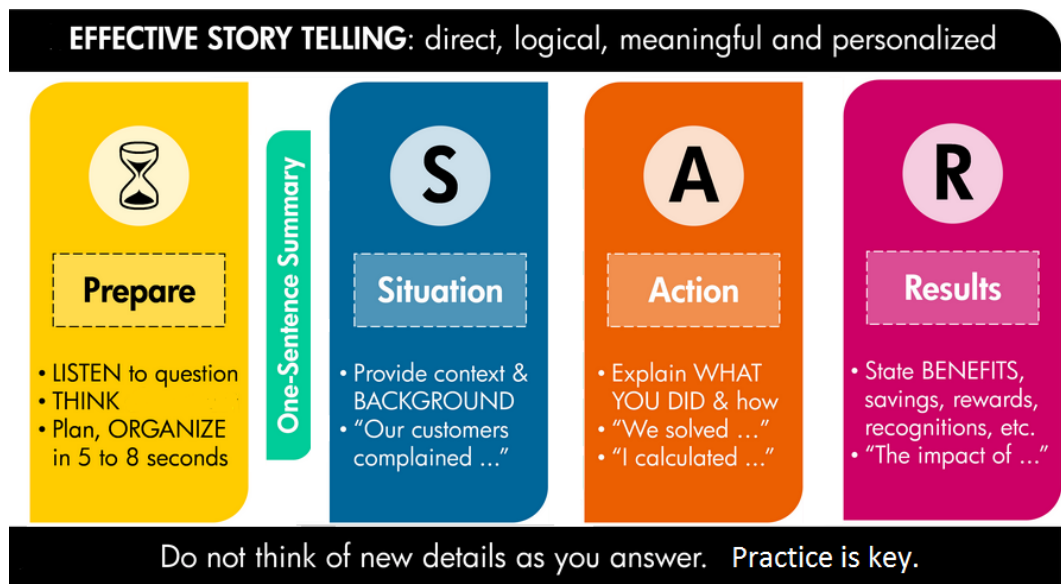 EFFECTIVE STORY TELLING: direct, logical, meaningful and personalized
Prepare
• LISTEN to question
• THINK
• Plan, ORGANIZE
in 5 to 8 seconds
One-Sentence Summary
S
Situation
• Provide context &
BACKGROUND
• “Our customers
complained ...”
A
Action
• Explain WHAT
YOU DID & how
• “We solved ...”
• “I calculated ...”
R
Results
• State BENEFITS,
savings, rewards,
recognitions, etc.
• “The impact of ...”
Do not think of new details as you answer. Practice is key.